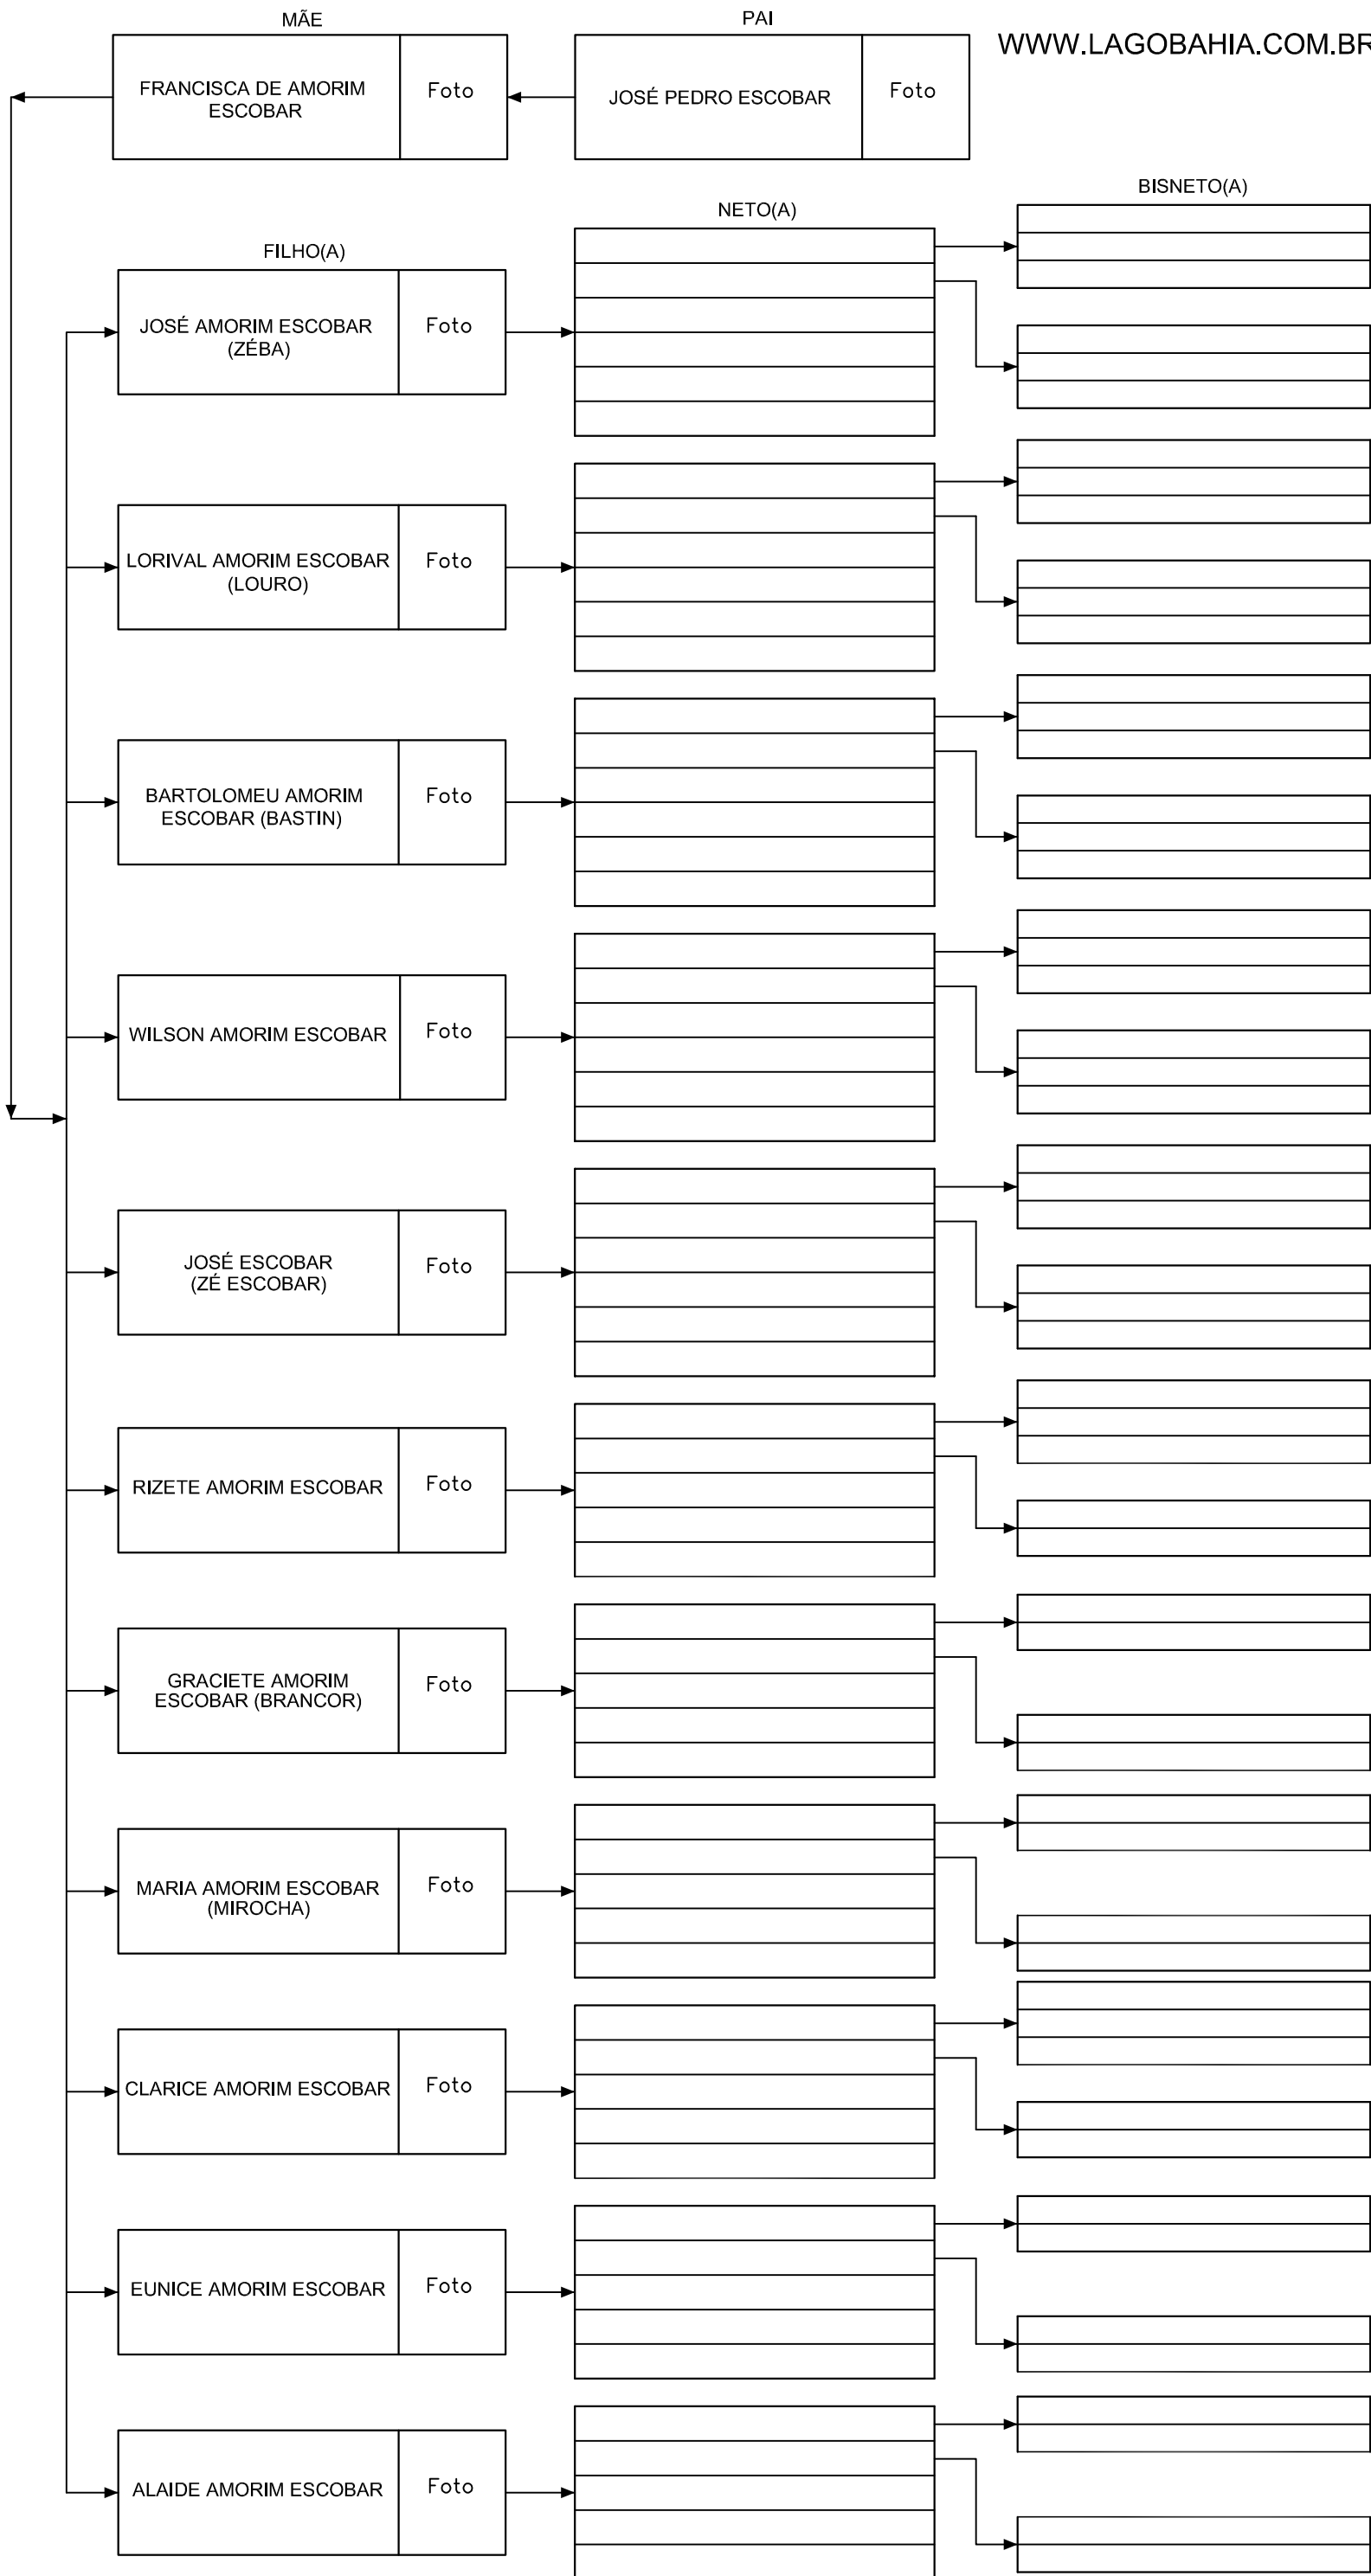 MÃE
PAI
WWW.LAGOBAHIA.COM.BR
FRANCISCA DE AMORIM
ESCOBAR
Foto
JOSÉ PEDRO ESCOBAR
Foto
BISNETO(A)
NETO(A)
FILHO(A)
JOSÉ AMORIM ESCOBAR
(ZÉBA)
Foto
LORIVAL AMORIM ESCOBAR
(LOURO)
Foto
BARTOLOMEU AMORIM
ESCOBAR (BASTIN)
Foto
WILSON AMORIM ESCOBAR
Foto
JOSÉ ESCOBAR
(ZÉ ESCOBAR)
Foto
RIZETE AMORIM ESCOBAR
Foto
GRACIETE AMORIM
ESCOBAR (BRANCOR)
Foto
MARIA AMORIM ESCOBAR
(MIROCHA)
Foto
CLARICE AMORIM ESCOBAR
Foto
EUNICE AMORIM ESCOBAR
Foto
ALAIDE AMORIM ESCOBAR
Foto